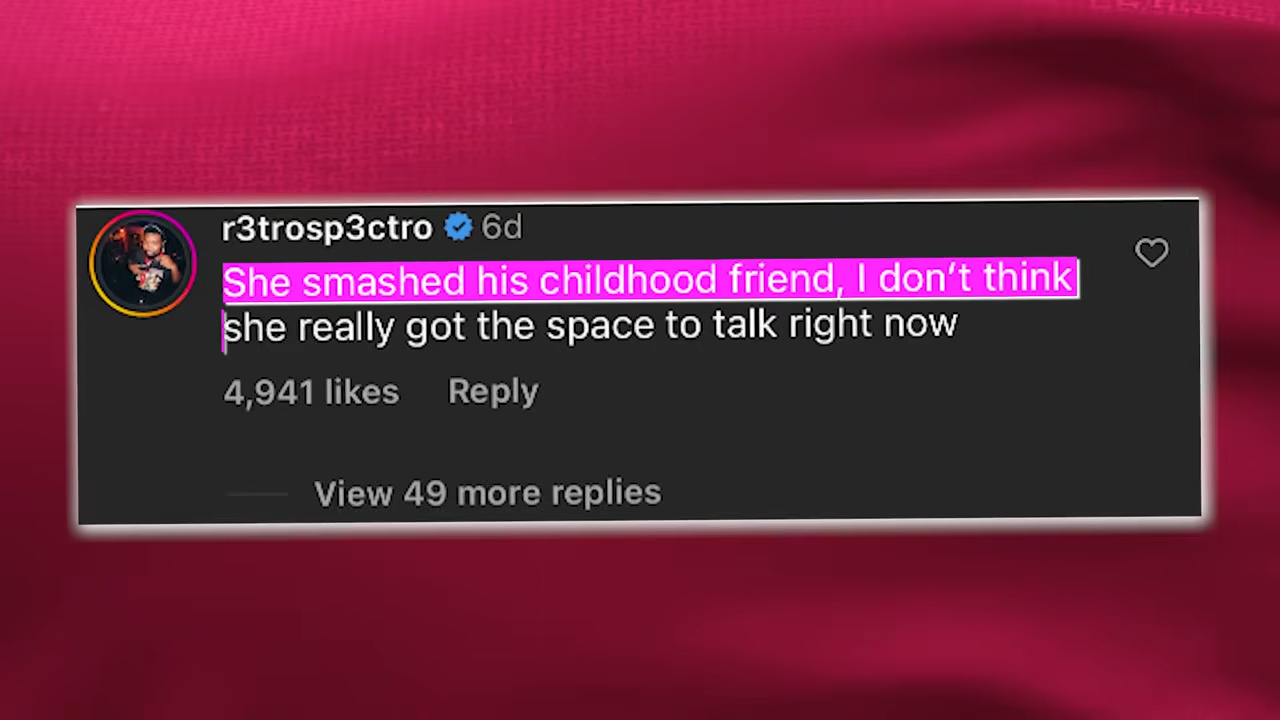 r3trosp3ctro 6d
She smashed his childhood friend, I don’t think
she really got the space to talk right now
4,941 likes Reply
View 49 more replies